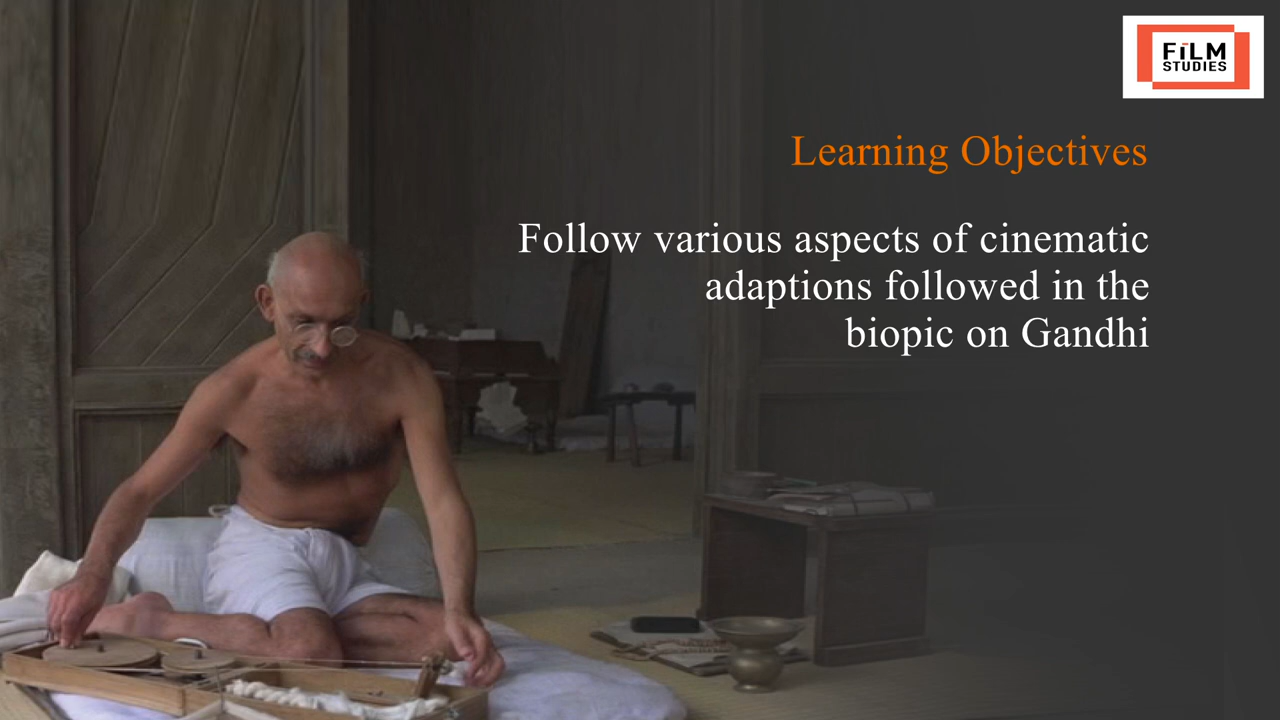 FiLM
STUDIES
Learning Objectives
Follow various aspects of cinematic
adaptions followed in the
biopic on Gandhi